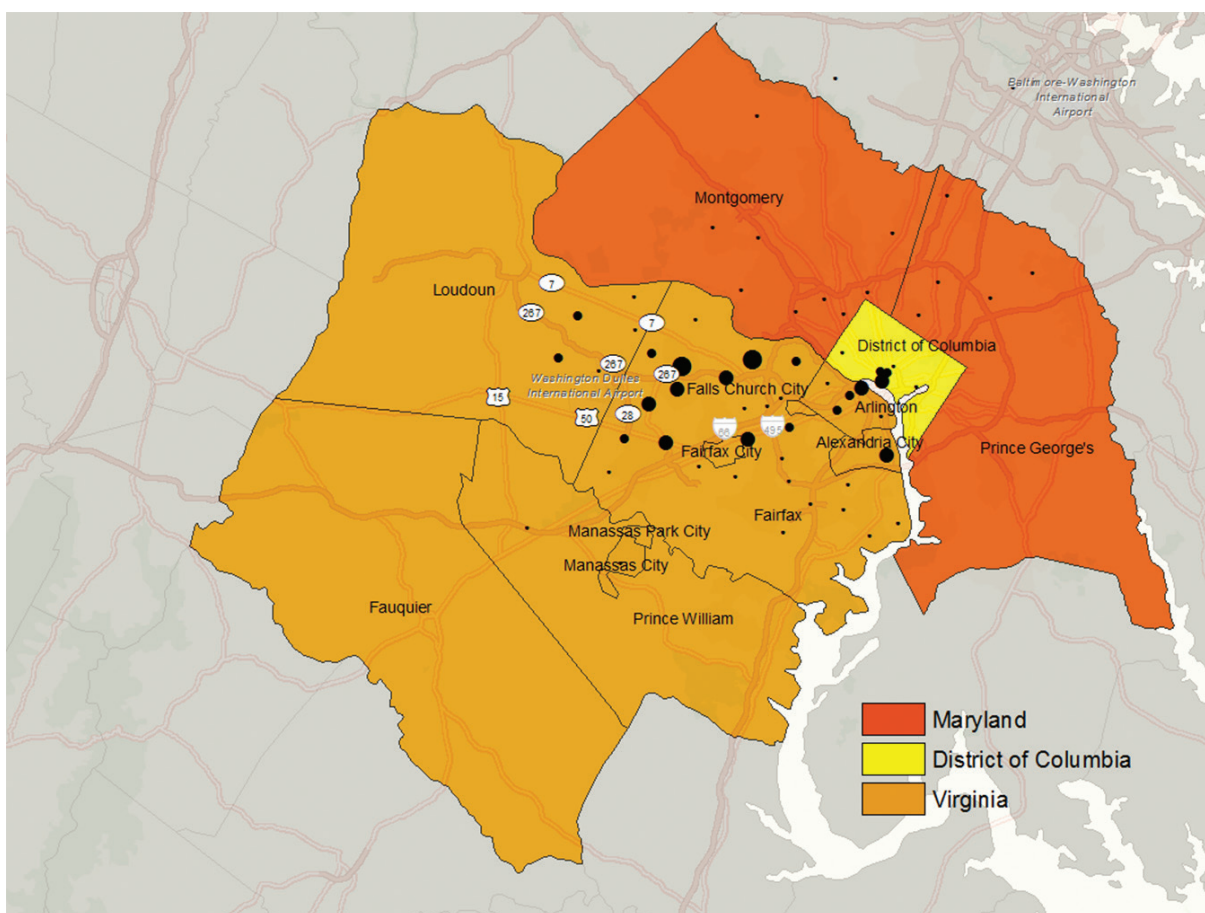 Baltimore-Washington
International
Airport
Montgomery
Loudoun
7
267
7
District of Columbia
267
267
Washington Dulles
International Airport
Falls Church City
15
50
28
Arlington
66
495
Alexandria City
Fairfax City
Prince George's
Fairfax
Manassas Park City
Manassas City
Fauquier
Prince William
Maryland
District of Columbia
Virginia